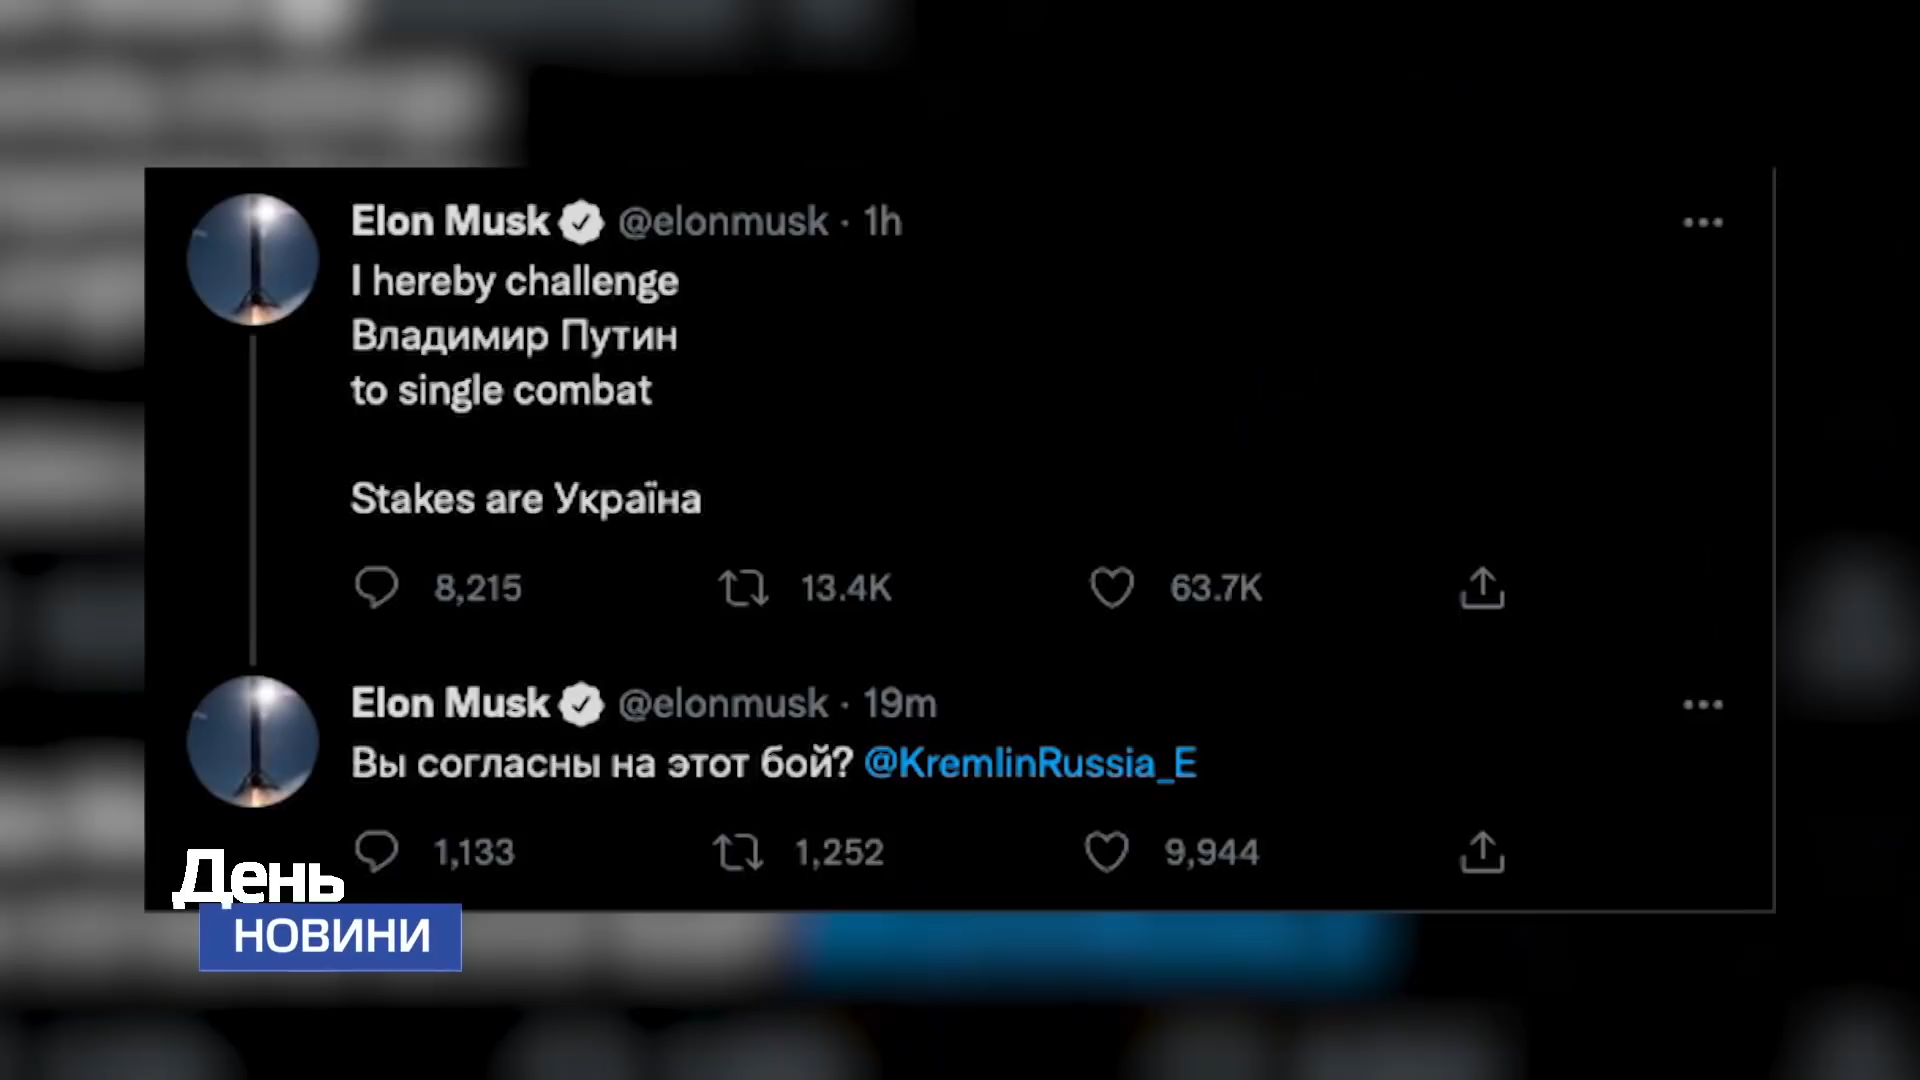 Elon Musk @elonmusk · 1h
I hereby challenge
Владимир Путин
to single combat
Stakes are Україна
8,215 13.4K 63.7K
Elon Musk @elonmusk · 19m
Вы согласны на этот бой? @KremlinRussia_E
1,133 1,252 9,944
День
НОВИНИ